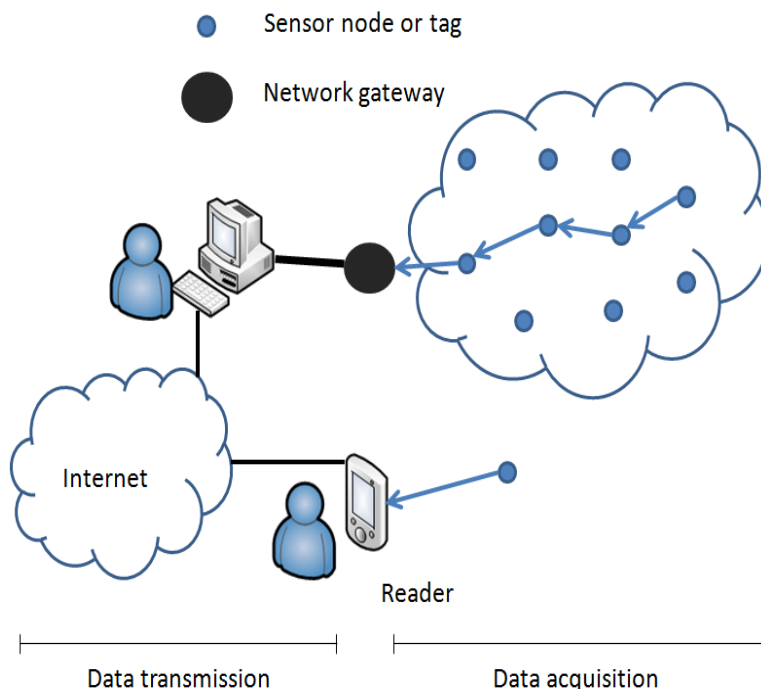 Sensor node or tag
Network gateway
Internet
Reader
Data transmission
Data acquisition